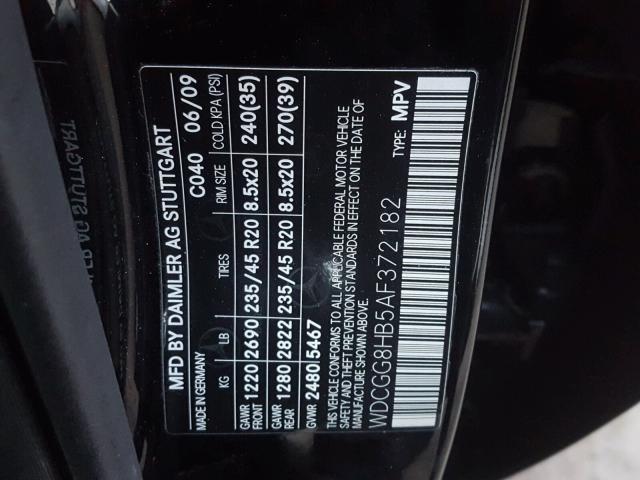 MFD BY DAIMLER AG STUTTGART
MADE IN GERMANY C040 06/09
KG LB TIRES RIM SIZE COLD KPA (PSI)
GAWR FRONT 1220 2690 235/45 R20 8.5x20 240(35)
GAWR REAR 1280 2822 235/45 R20 8.5x20 270(39)
GVWR 2480 5467
THIS VEHICLE CONFORMS TO ALL APPLICABLE FEDERAL MOTOR VEHICLE
SAFETY AND THEFT PREVENTION STANDARDS IN EFFECT ON THE DATE OF
MANUFACTURE SHOWN ABOVE.
WDCGG8HB5AF372182 TYPE: MPV